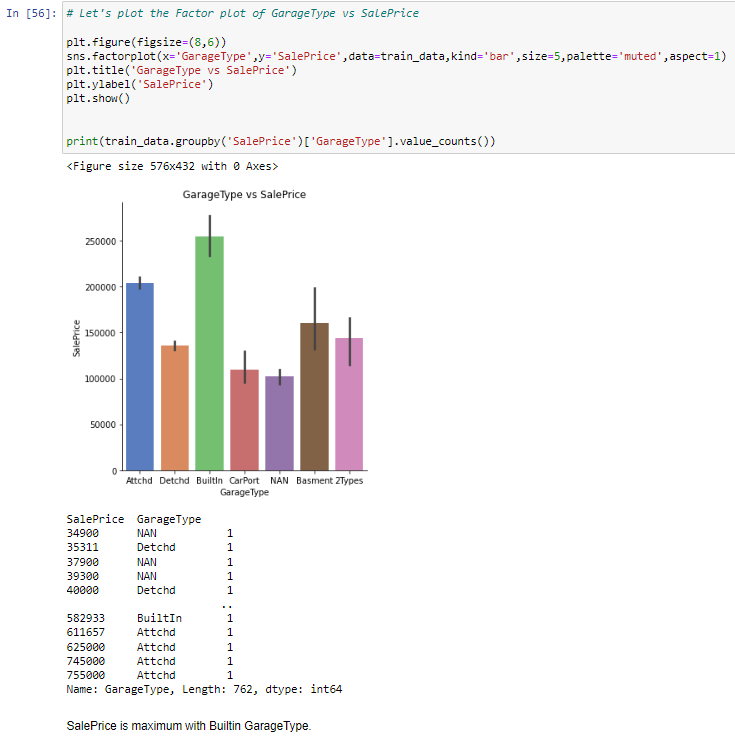 In [56]: # Let's plot the Factor plot of GarageType vs SalePrice
plt.figure(figsize=(8,6))
sns.factorplot(x='GarageType',y='SalePrice',data=train_data,kind='bar',size=5,palette='muted',aspect=1)
plt.title('GarageType vs SalePrice')
plt.ylabel('SalePrice')
plt.show()
print(train_data.groupby('SalePrice')['GarageType'].value_counts())
<Figure size 576x432 with 0 Axes>
GarageType vs SalePrice
250000
200000
150000
100000
50000
0
SalePrice
Attchd Detchd BuiltIn CarPort NAN Basment 2Types
GarageType
SalePrice GarageType
34900 NAN 1
35311 Detchd 1
37900 NAN 1
39300 NAN 1
40000 Detchd 1
..
582933 BuiltIn 1
611657 Attchd 1
625000 Attchd 1
745000 Attchd 1
755000 Attchd 1
Name: GarageType, Length: 762, dtype: int64
SalePrice is maximum with Builtin GarageType.